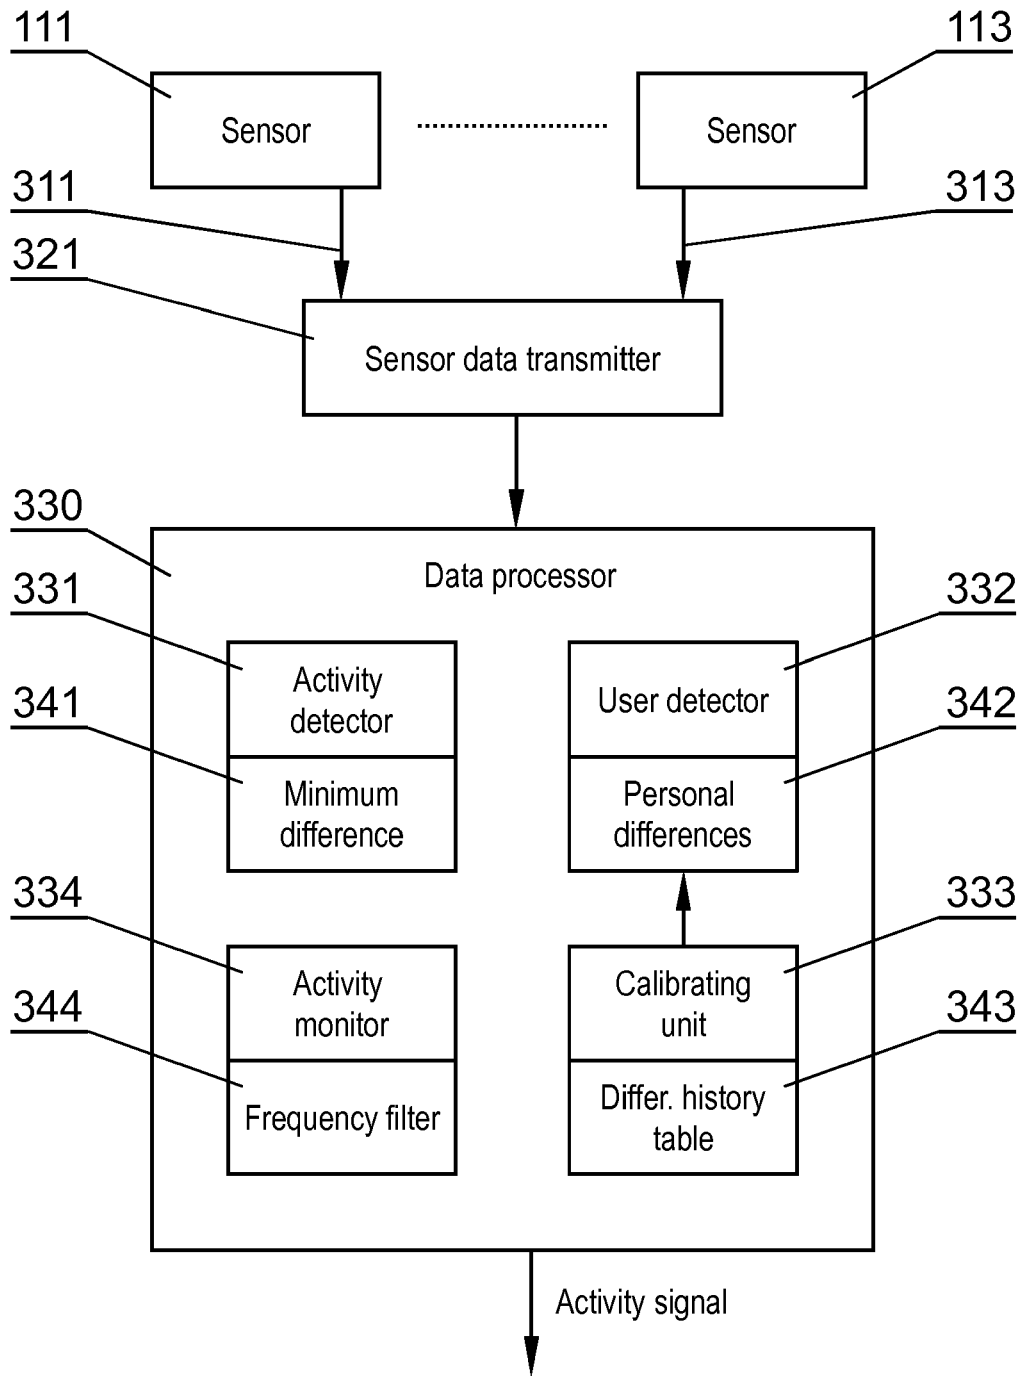 111
113
Sensor
Sensor
311
313
321
Sensor data transmitter
330
Data processor
331
332
Activity
detector
User detector
341
342
Minimum
difference
Personal
differences
334
333
Activity
monitor
Calibrating
unit
344
343
Frequency filter
Differ. history
table
Activity signal